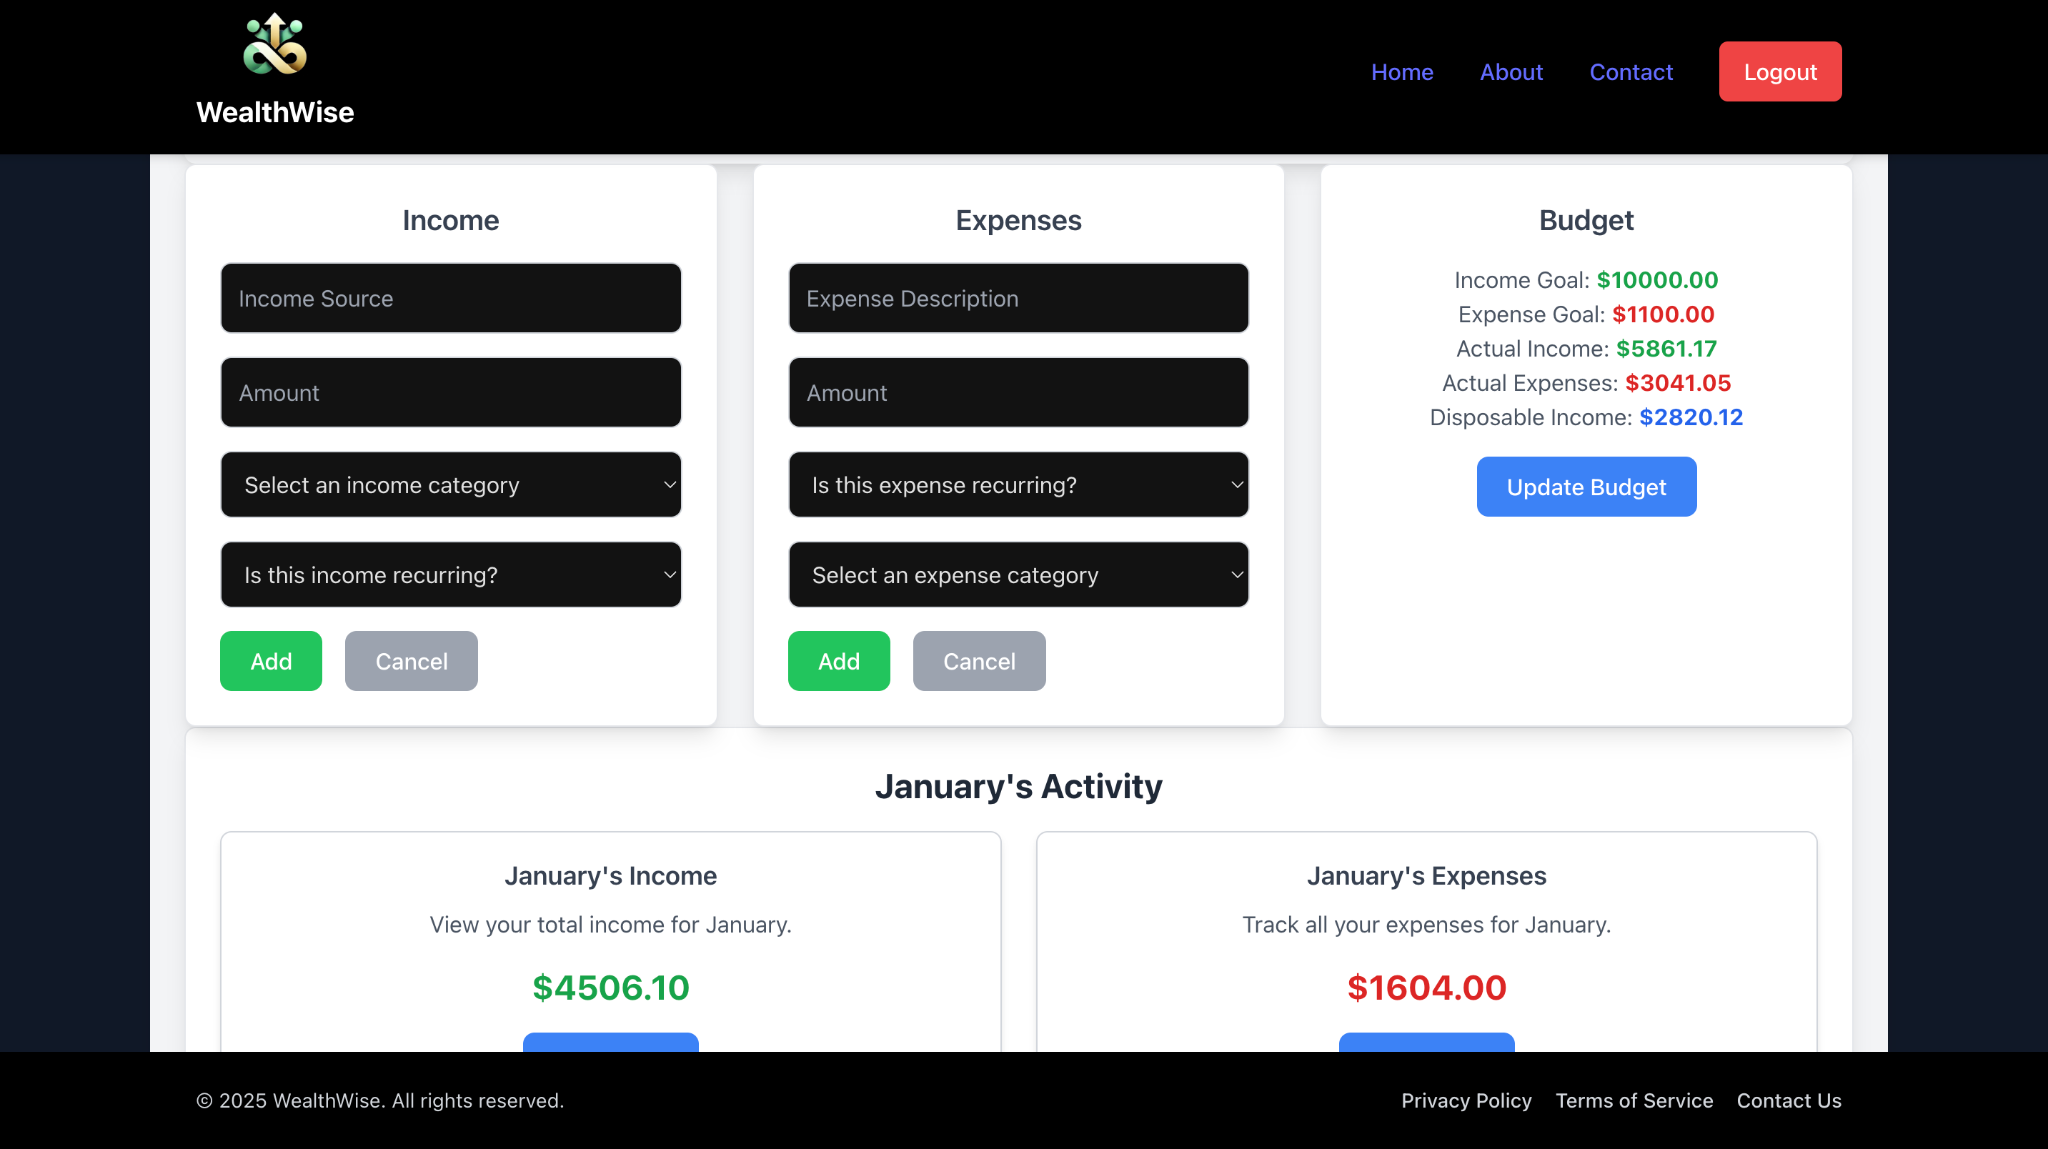 WealthWise
Home
About
Contact
Logout
Income
Income Source
Amount
Select an income category
Is this income recurring?
Add
Cancel
Expenses
Expense Description
Amount
Is this expense recurring?
Select an expense category
Add
Cancel
Budget
Income Goal: $10000.00
Expense Goal: $1100.00
Actual Income: $5861.17
Actual Expenses: $3041.05
Disposable Income: $2820.12
Update Budget
January's Activity
January's Income
View your total income for January.
$4506.10
January's Expenses
Track all your expenses for January.
$1604.00
© 2025 WealthWise. All rights reserved.
Privacy Policy
Terms of Service
Contact Us